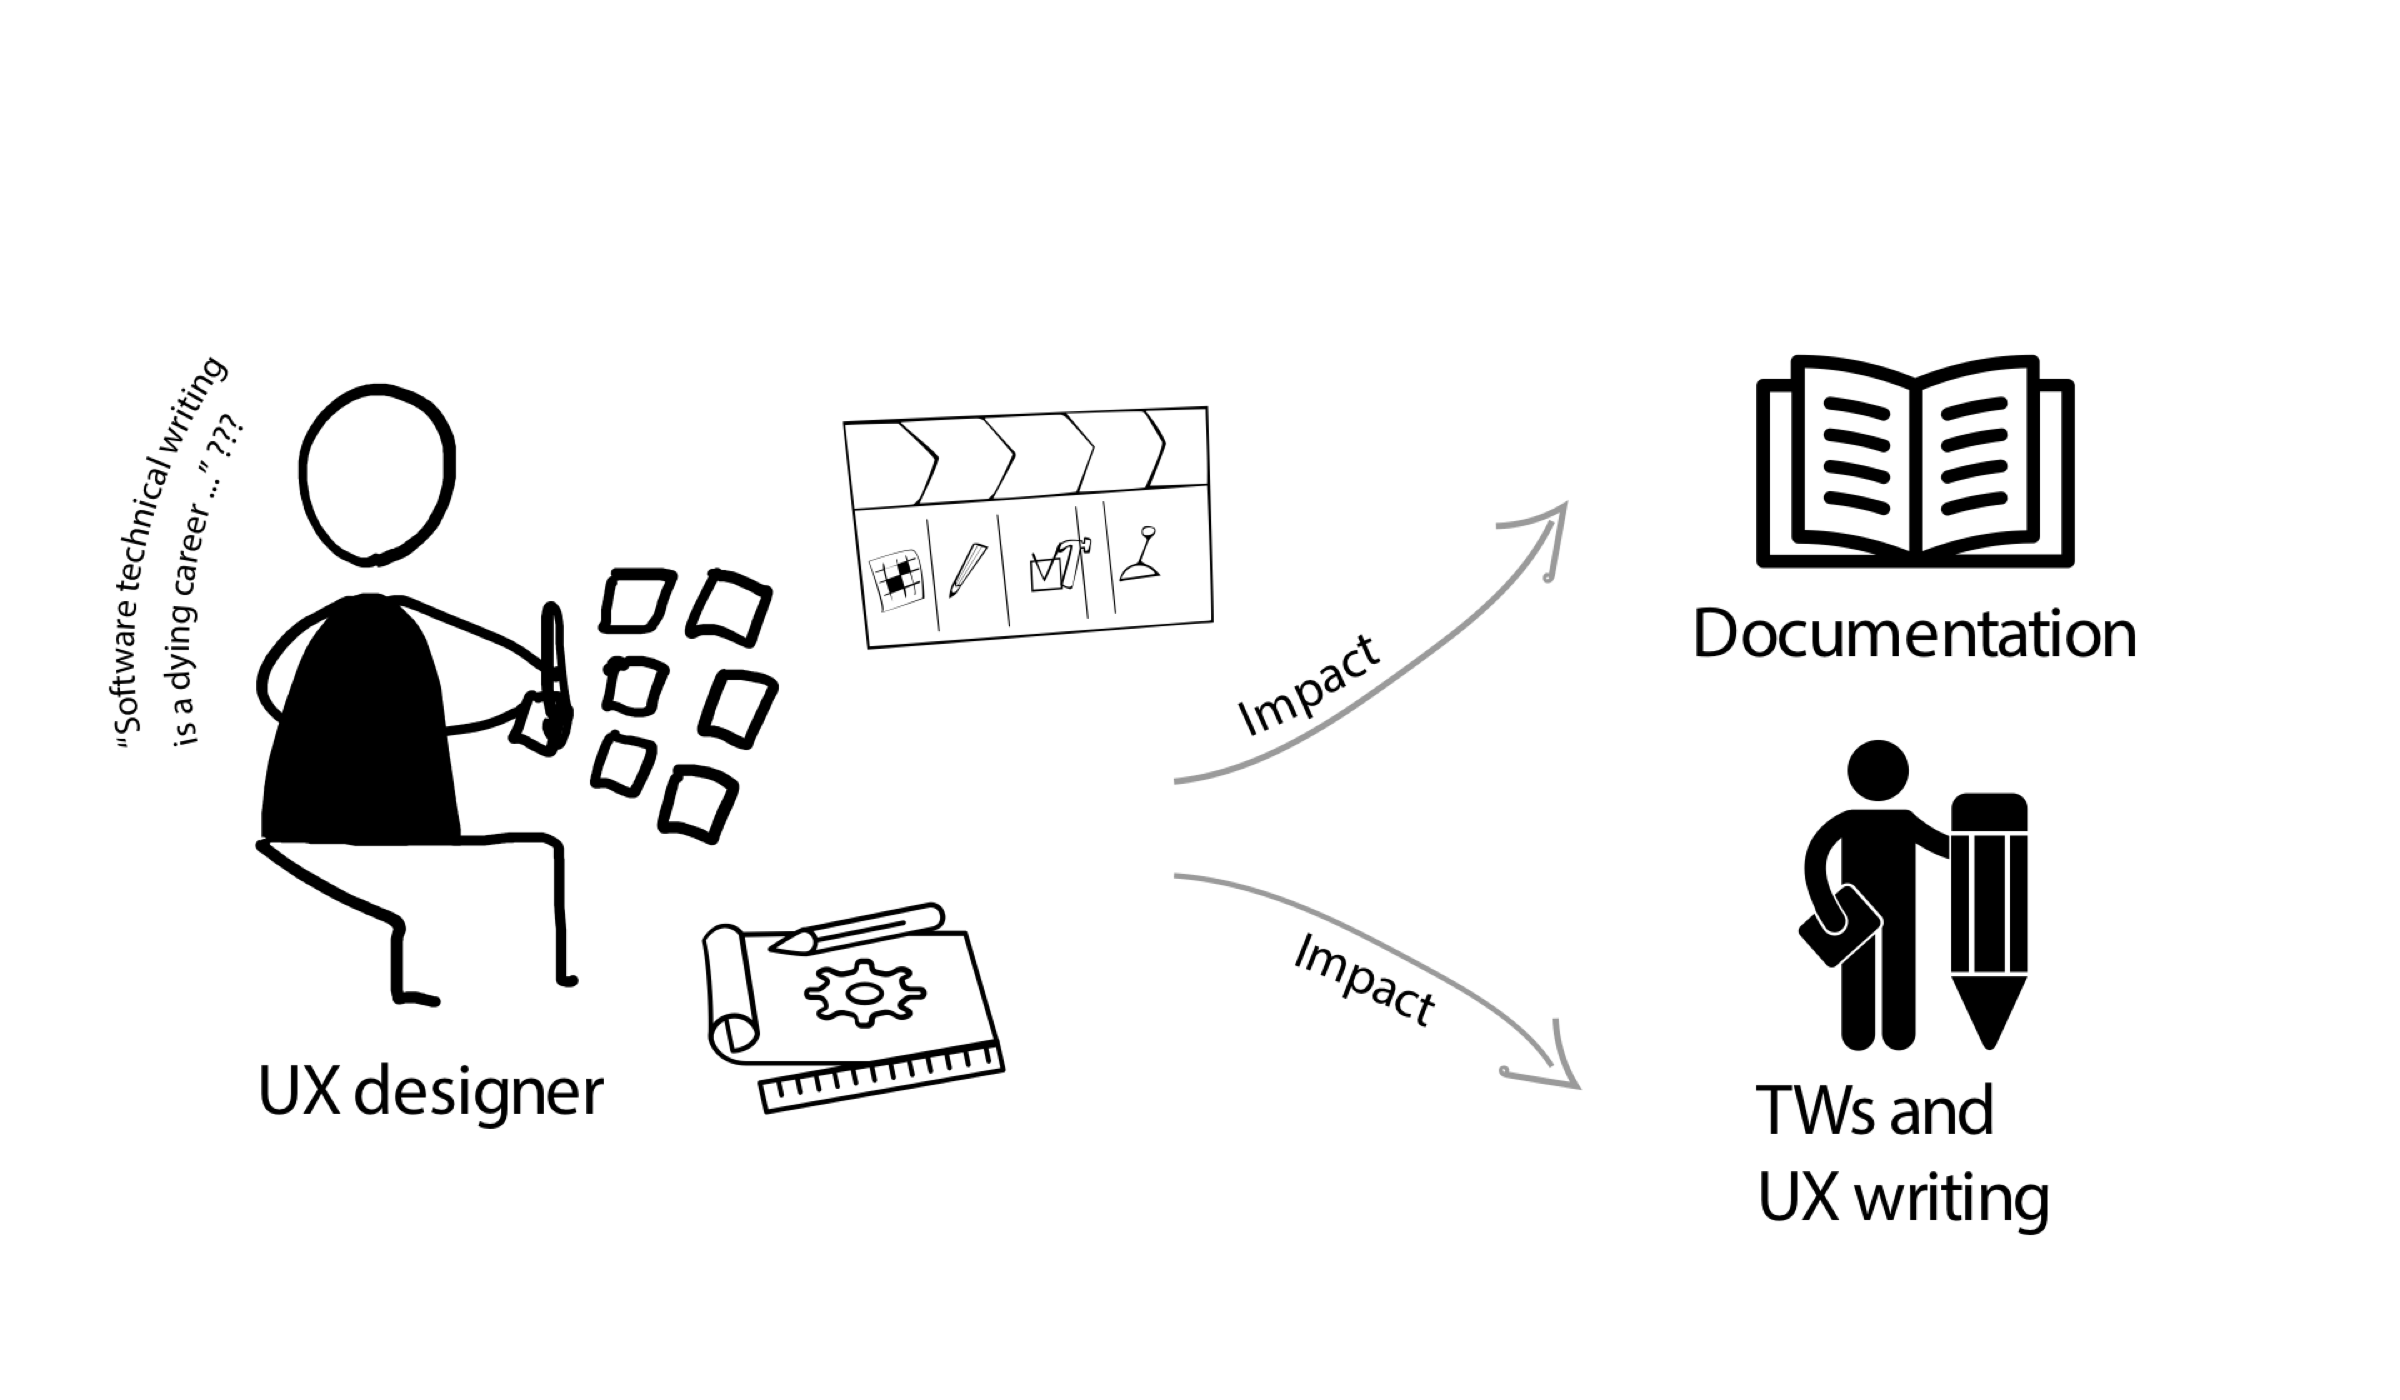 “Software technical writing
is a dying career ...” ???
UX designer
Impact
Impact
Documentation
TWs and
UX writing